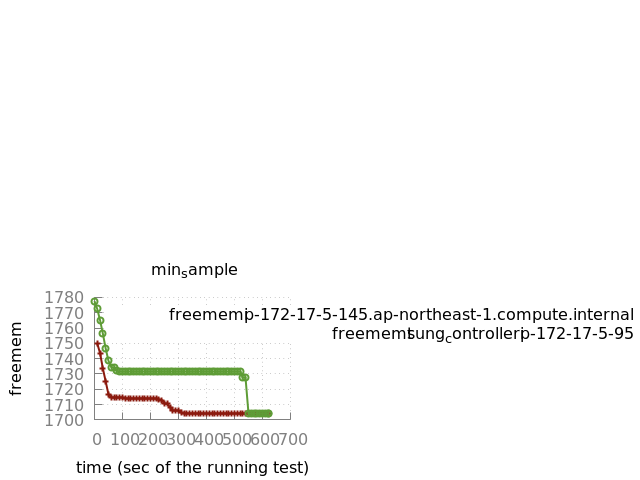 min_sample
1780
freememip-172-17-5-145.ap-northeast-1.compute.internal
1770
1760
freememtsung_controllerip-172-17-5-95
1750
1740
1730
1720
1710
1700
freemem
0 100 200 300 400 500 600 700
time (sec of the running test)